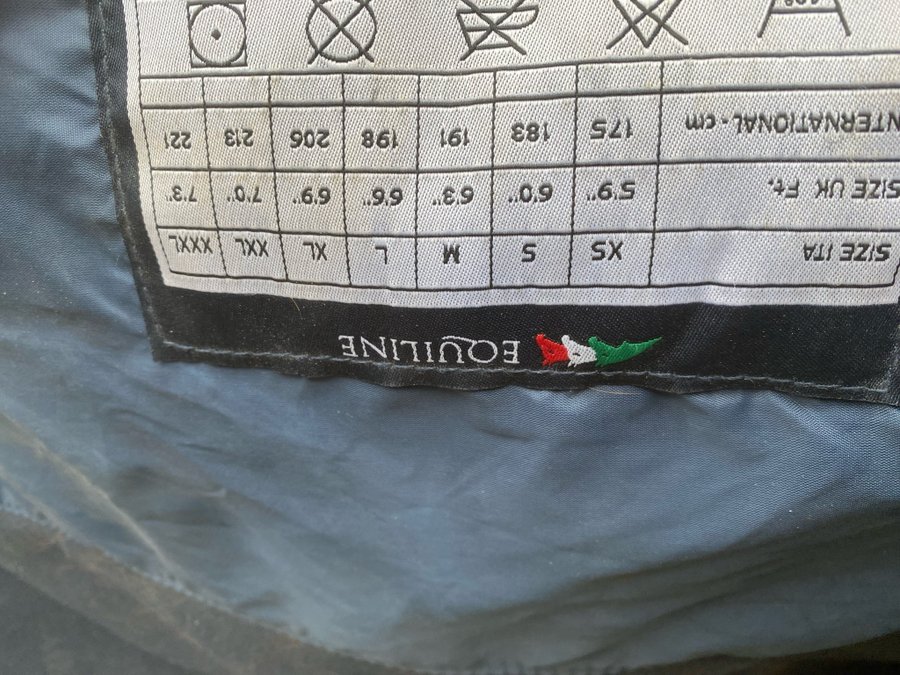 EQUILINE
SIZE ITA XS S M L XL XXL XXXL
SIZE UK Ft. 5'9'' 6'0'' 6'3'' 6'6'' 6'9'' 7'0'' 7'3''
INTERNATIONAL - cm 175 183 191 198 206 213 221